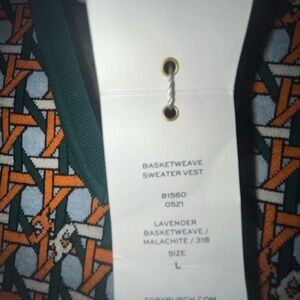 BASKETWEAVE
SWEATER VEST
81560
0521
LAVENDER
BASKETWEAVE /
MALACHITE / 318
SIZE
L